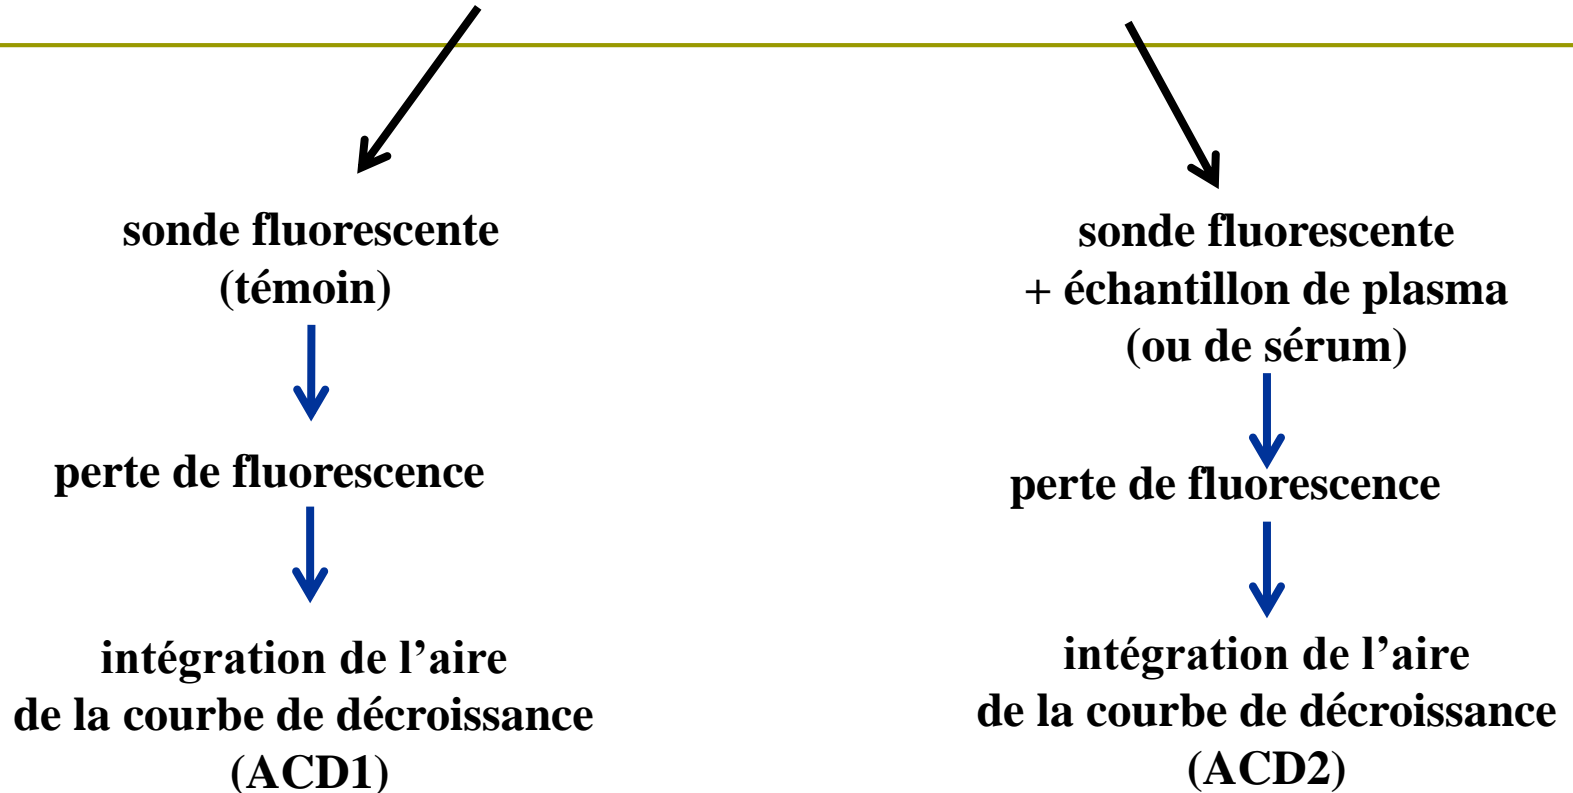 sonde fluorescente
(témoin)
perte de fluorescence
intégration de l’aire
de la courbe de décroissance
(ACD1)
sonde fluorescente
+ échantillon de plasma
(ou de sérum)
perte de fluorescence
intégration de l’aire
de la courbe de décroissance
(ACD2)